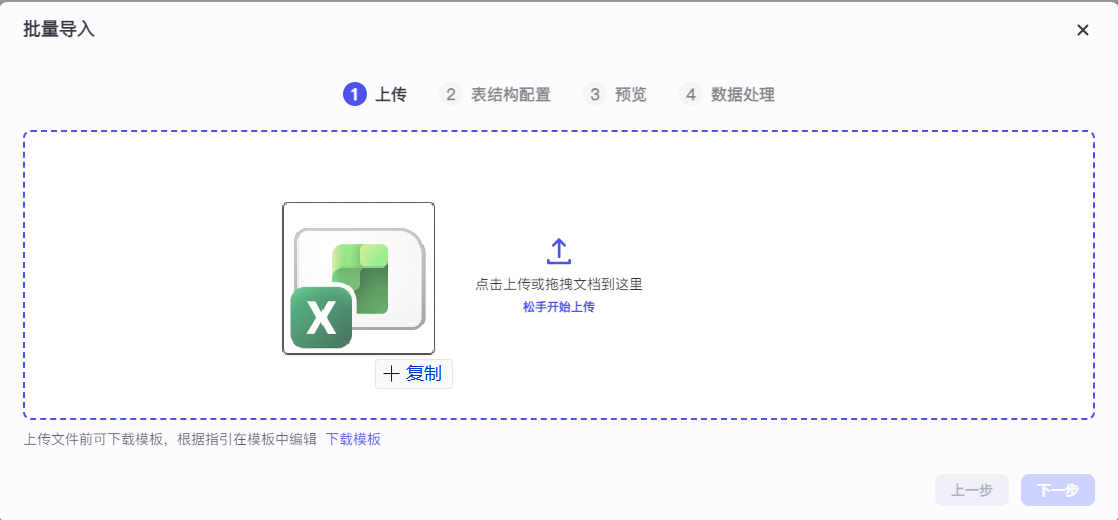 批量导入
1 上传 2 表结构配置 3 预览 4 数据处理
点击上传或拖拽文档到这里
松手开始上传
X
复制
上传文件前可下载模板，根据指引在模板中编辑 下载模板
上一步 下一步